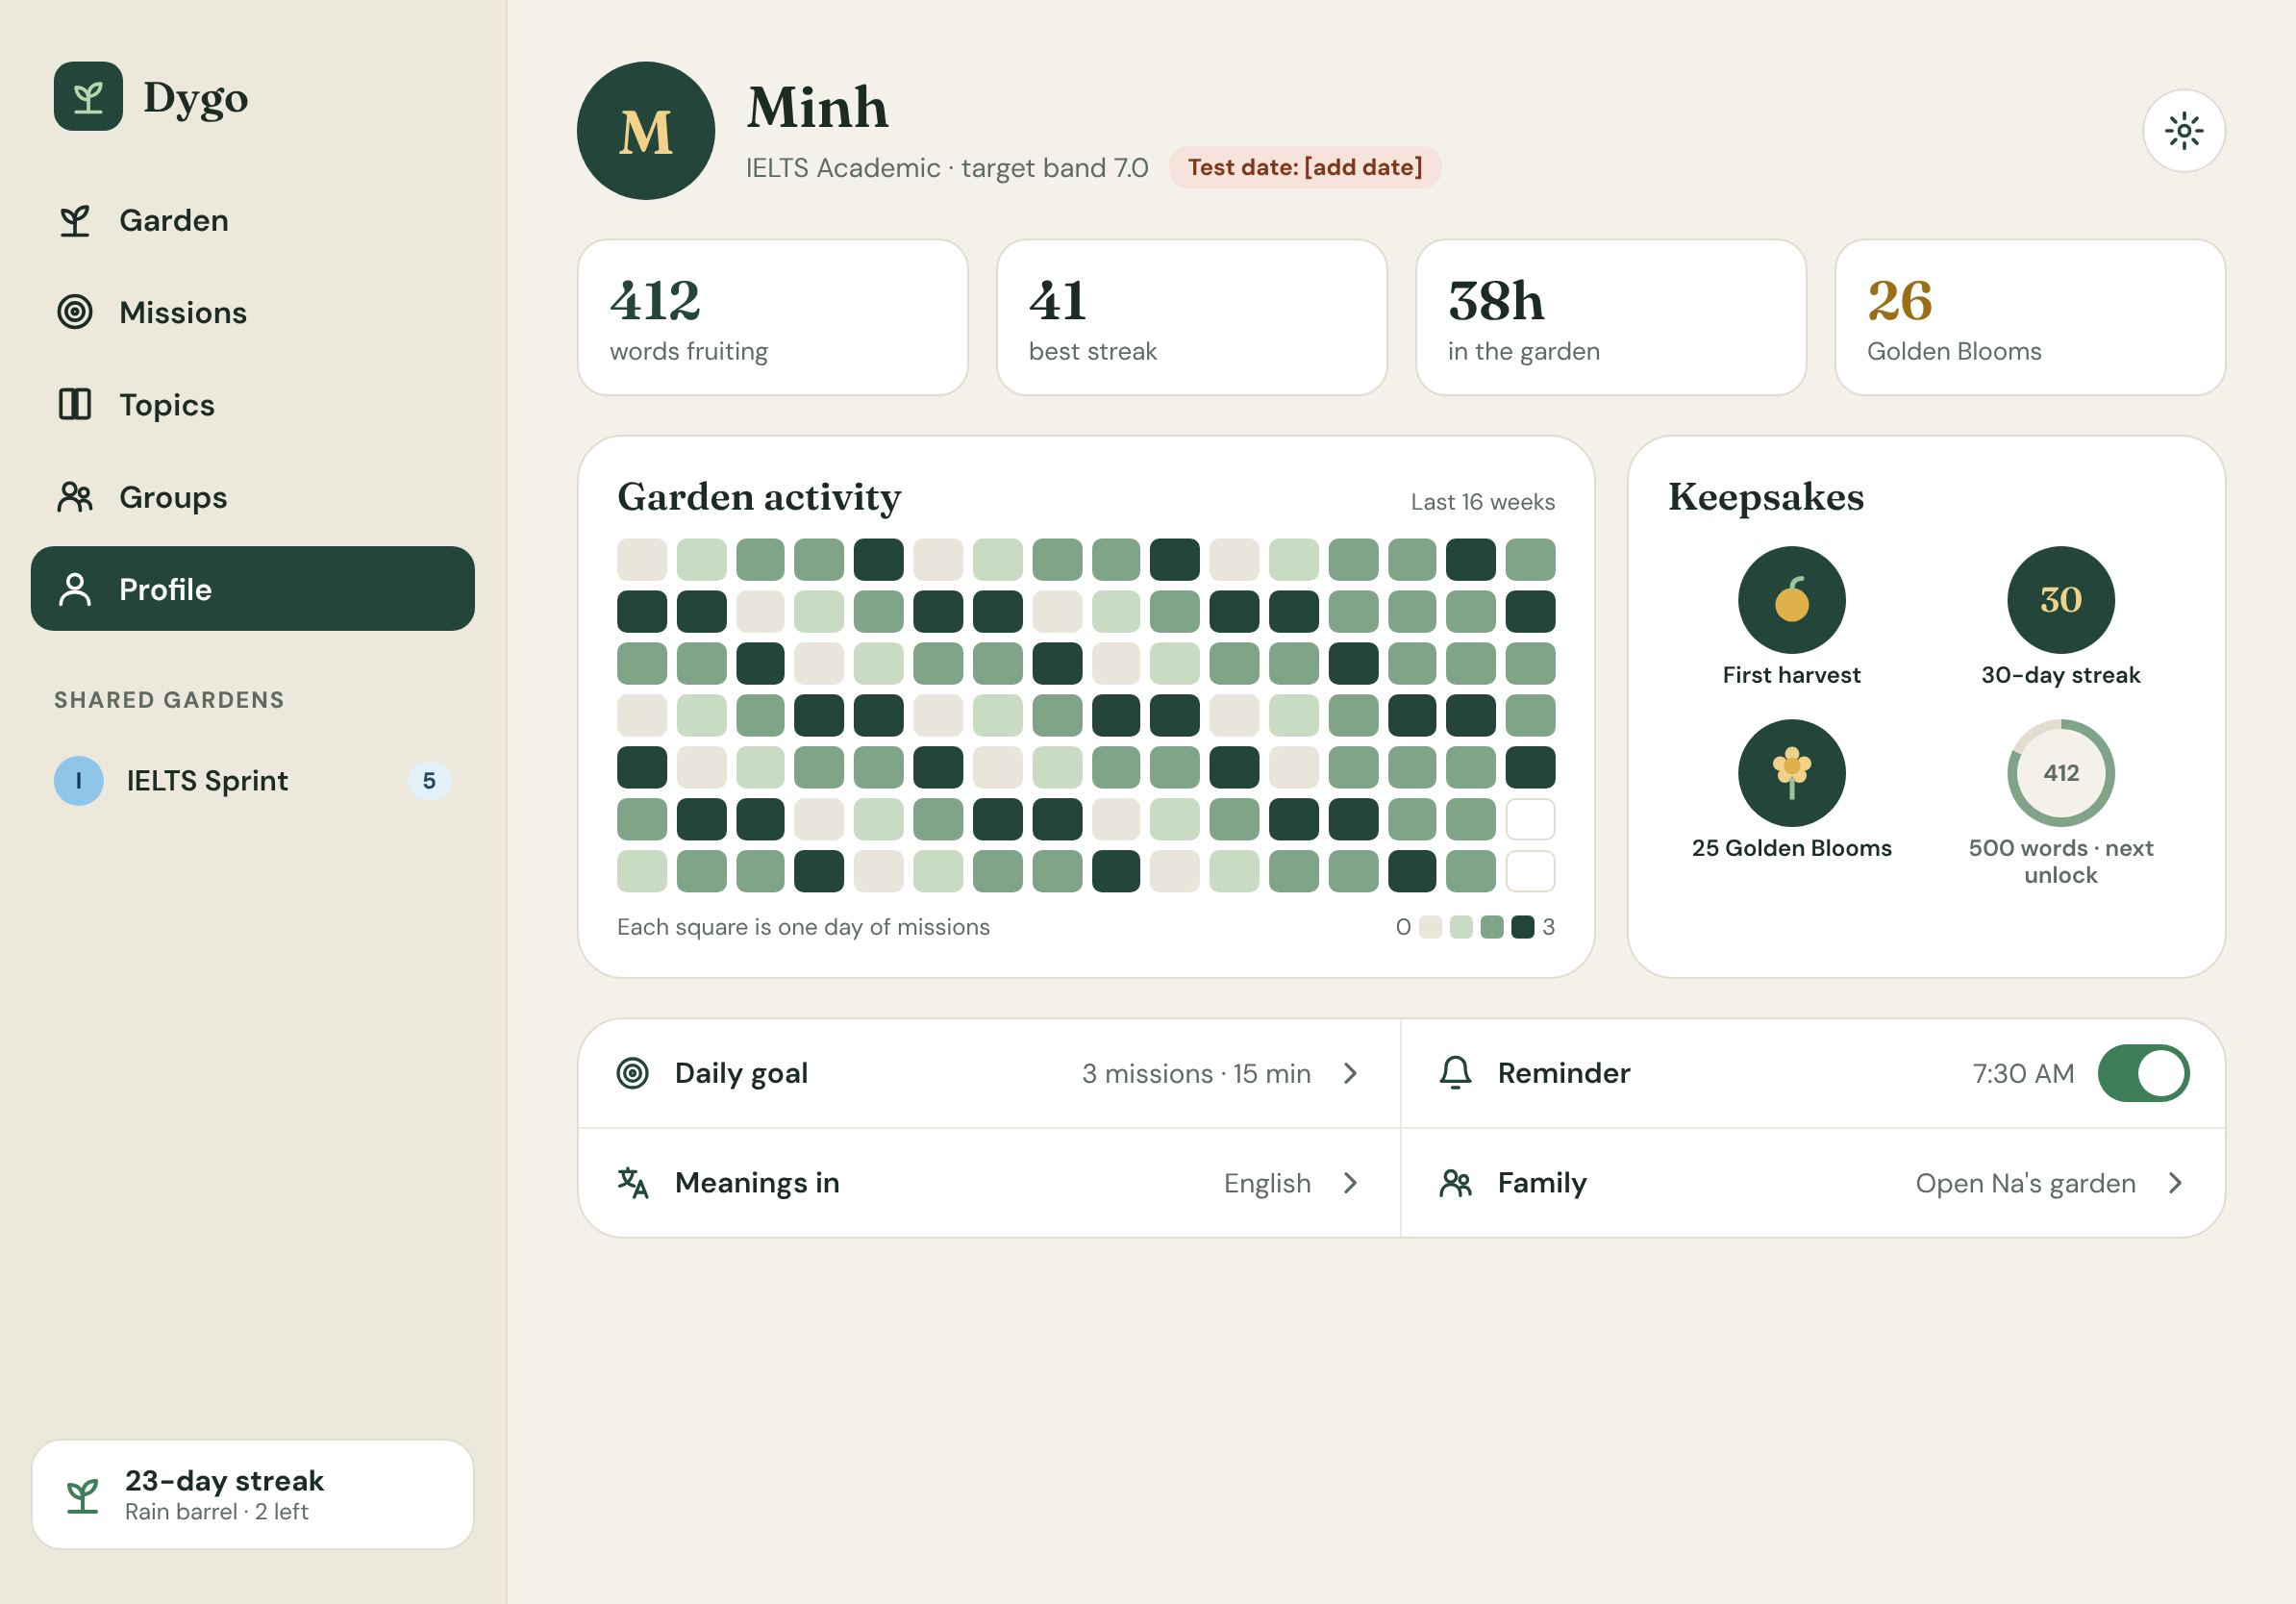 Dygo
Garden
Missions
Topics
Groups
Profile
SHARED GARDENS
I IELTS Sprint 5
23-day streak
Rain barrel · 2 left
M
Minh
IELTS Academic · target band 7.0 Test date: [add date]
412
words fruiting
41
best streak
38h
in the garden
26
Golden Blooms
Garden activity Last 16 weeks
Each square is one day of missions 0 3
Keepsakes
First harvest
30
30-day streak
25 Golden Blooms
412
500 words · next
unlock
Daily goal 3 missions · 15 min
Reminder 7:30 AM
Meanings in English
Family Open Na's garden